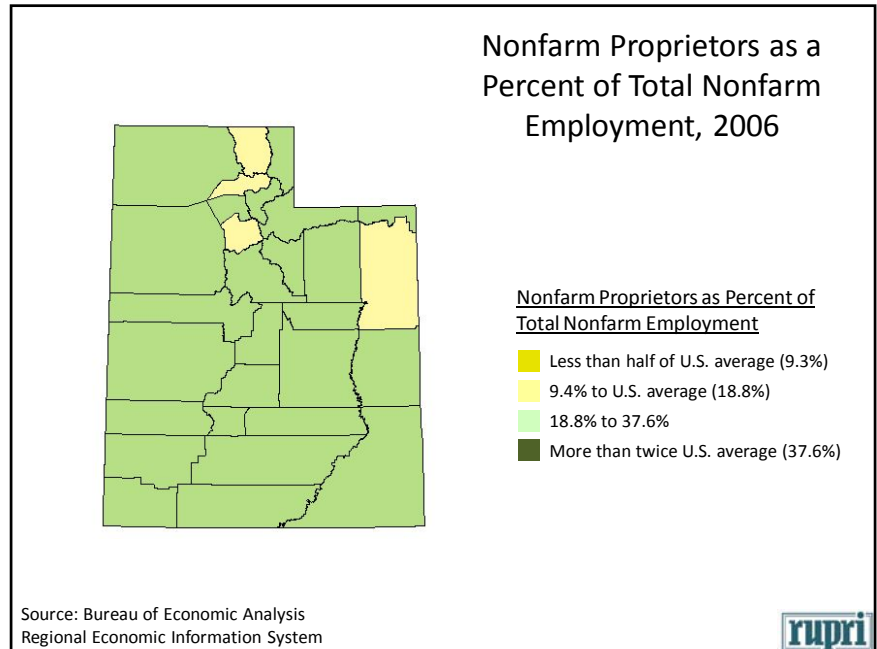 Nonfarm Proprietors as a
Percent of Total Nonfarm
Employment, 2006
Nonfarm Proprietors as Percent of
Total Nonfarm Employment
Less than half of U.S. average (9.3%)
9.4% to U.S. average (18.8%)
18.8% to 37.6%
More than twice U.S. average (37.6%)
Source: Bureau of Economic Analysis
Regional Economic Information System
rupri